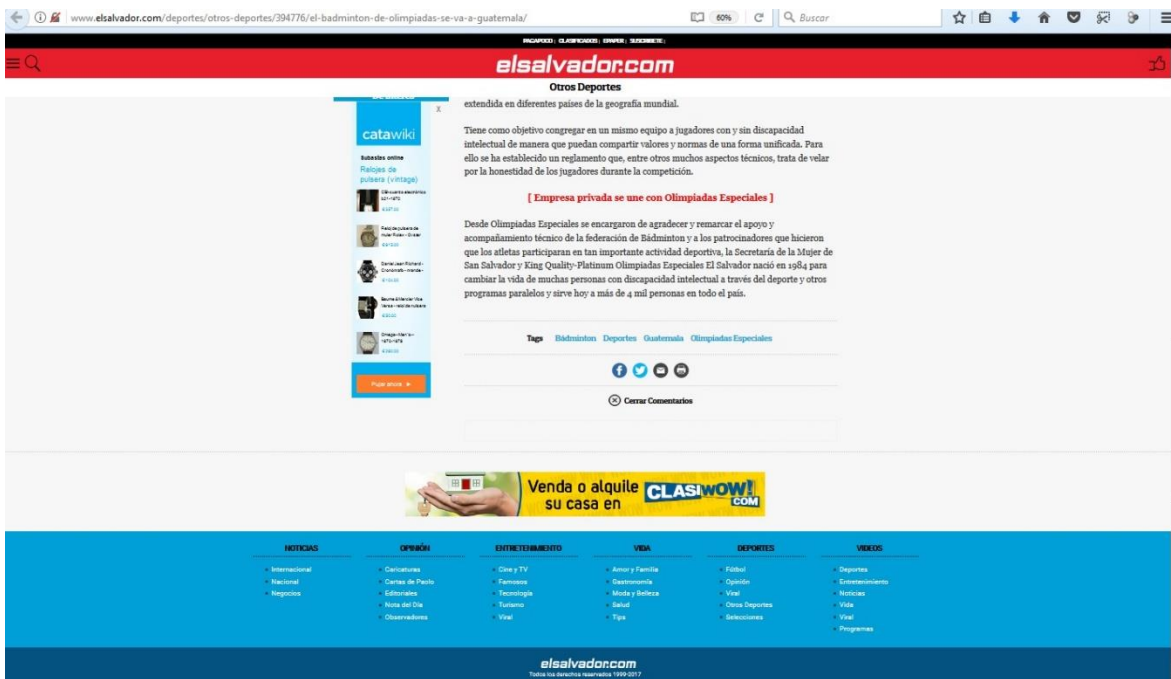 www.elsalvador.com/deportes/otros-deportes/394776/el-badminton-de-olimpiadas-se-va-a-guatemala/
60%
Buscar
elsalvador.com
Otros Deportes
extendida en diferentes países de la geografía mundial.
Tiene como objetivo congregar en un mismo equipo a jugadores con y sin discapacidad
intelectual de manera que puedan compartir valores y normas de una forma unificada. Para
ello se ha establecido un reglamento que, entre otros muchos aspectos técnicos, trata de velar
por la honestidad de los jugadores durante la competición.
[ Empresa privada se une con Olimpiadas Especiales ]
Desde Olimpiadas Especiales se encargaron de agradecer y remarcar el apoyo y
acompañamiento técnico de la federación de Bádminton y a los patrocinadores que hicieron
que los atletas participaran en tan importante actividad deportiva, la Secretaría de la Mujer de
San Salvador y King Quality-Platinum Olimpiadas Especiales El Salvador nació en 1984 para
cambiar la vida de muchas personas con discapacidad intelectual a través del deporte y otros
programas paralelos y sirve hoy a más de 4 mil personas en todo el país.
Tags Bádminton Deportes Guatemala Olimpiadas Especiales
Cerrar Comentarios
X
catawiki
Subastas online
Relojes de
pulsera (vintage)
Pujar ahora
Venda o alquile
su casa en
CLASIWOW!
.COM
NOTICIAS
Internacional
Nacional
Negocios
OPINIÓN
Caricaturas
Cartas de Paolo
Editoriales
Nota del Día
Observadores
ENTRETENIMIENTO
Cine y TV
Famosos
Tecnología
Turismo
Viral
VIDA
Amor y Familia
Gastronomía
Moda y Belleza
Salud
Tips
DEPORTES
Fútbol
Opinión
Viral
Otros Deportes
Selecciones
VIDEOS
Deportes
Entretenimiento
Noticias
Vida
Viral
Programas
elsalvador.com
Todos los derechos reservados 1999-2017